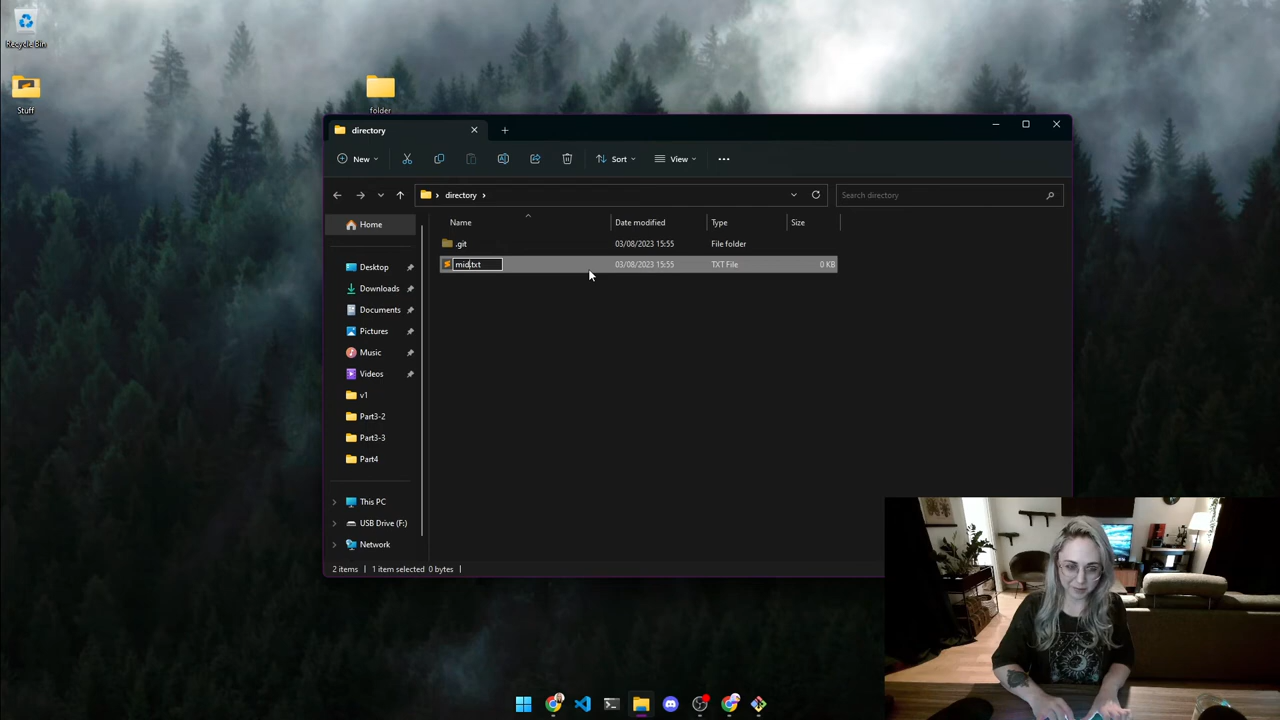 Recycle Bin
Stuff
folder
directory
New
Sort
View
directory
Search directory
Name
Date modified
Type
Size
.git
03/08/2023 15:55
File folder
mid.txt
03/08/2023 15:55
TXT File
0 KB
Home
Desktop
Downloads
Documents
Pictures
Music
Videos
v1
Part3-2
Part3-3
Part4
This PC
USB Drive (F:)
Network
2 items
1 item selected 0 bytes